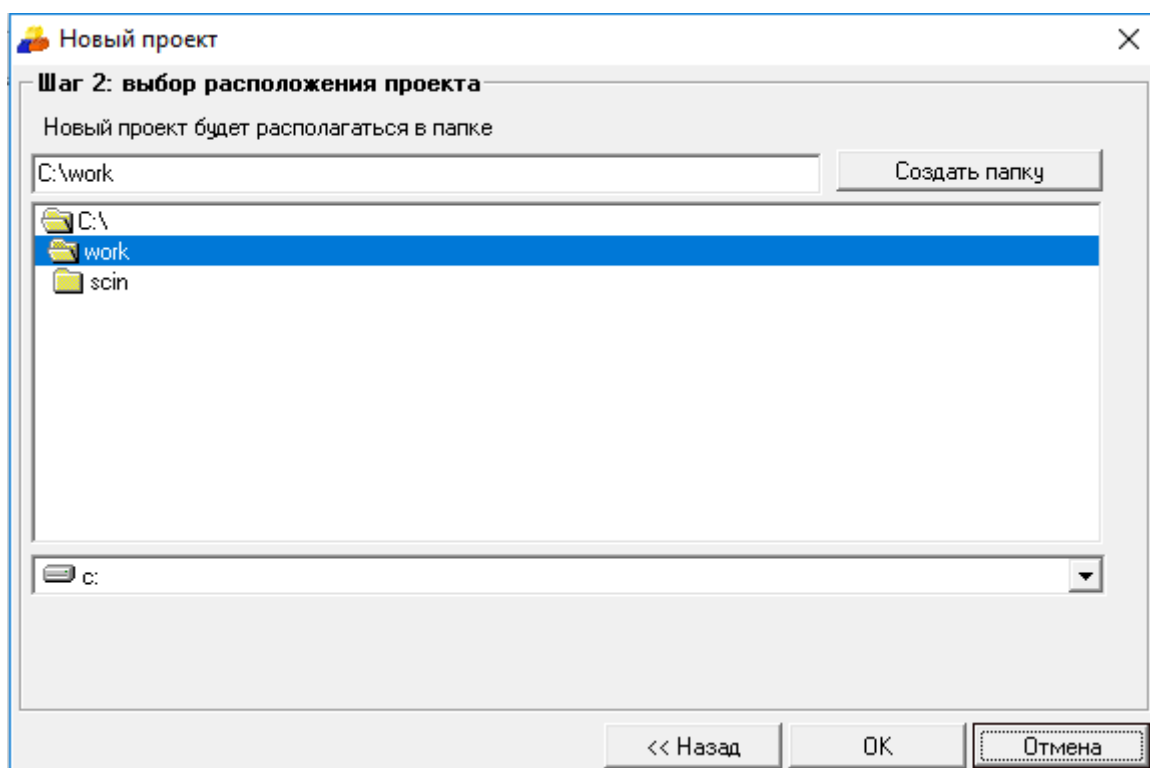 Новый проект
Шаг 2: выбор расположения проекта
Новый проект будет располагаться в папке
C:\work
Создать папку
C:\
work
scin
c:
<< Назад
OK
Отмена